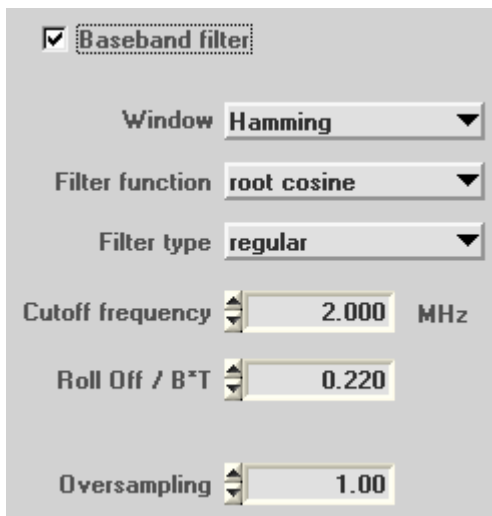 Baseband filter
Window Hamming
Filter function root cosine
Filter type regular
Cutoff frequency 2.000 MHz
Roll Off / B*T 0.220
Oversampling 1.00